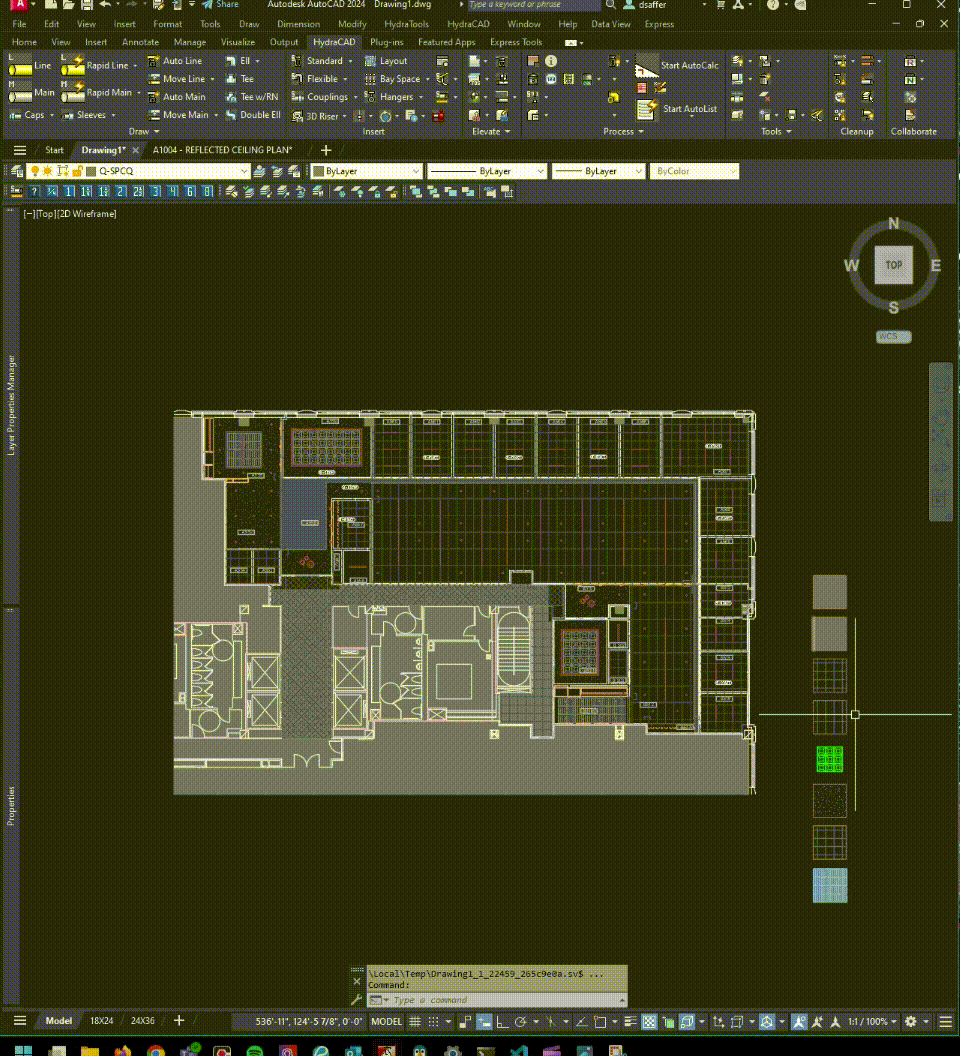 Share Autodesk AutoCAD 2024 Drawing1.dwg Type a keyword or phrase dsaffer
File Edit View Insert Format Tools Draw Dimension Modify HydraTools HydraCAD Window Help Data View Express
Home View Insert Annotate Manage Visualize Output HydraCAD Plug-ins Featured Apps Express Tools
Line Rapid Line Auto Line Ell Standard Layout Start AutoCalc
Move Line Tee Flexible Bay Space
Main Rapid Main Auto Main Tee w/RN Couplings Hangers Start AutoList
Caps Sleeves Move Main Double Ell 3D Riser
Draw Insert Elevate Process Tools Cleanup Collaborate
Start Drawing1* A1004 - REFLECTED CEILING PLAN*
Q-SPCQ ByLayer ByLayer ByLayer ByColor
[−][Top][2D Wireframe]
N
W TOP E
S
WCS
Layer Properties Manager
Properties
\Local\Temp\Drawing1_1_22459_265c9e0a.sv$ ...
Command:
Type a command
Model 18X24 24X36 536'-11", 124'-5 7/8", 0'-0" MODEL 1:1 / 100%